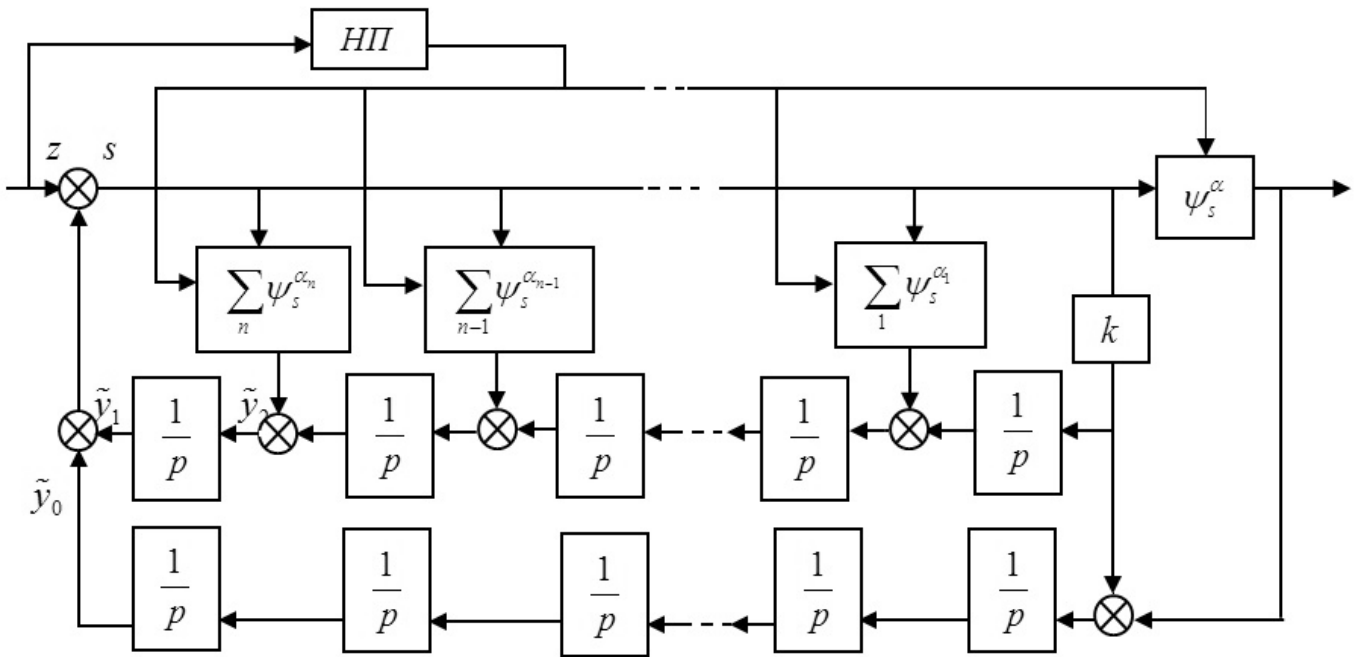 НП
z s
ψ_s^α
∑_n ψ_s^{α_n} ∑_{n-1} ψ_s^{α_{n-1}} ∑_1 ψ_s^{α_1}
k
ỹ_1 1/p ỹ_2 1/p 1/p 1/p 1/p
ỹ_0
1/p 1/p 1/p 1/p 1/p